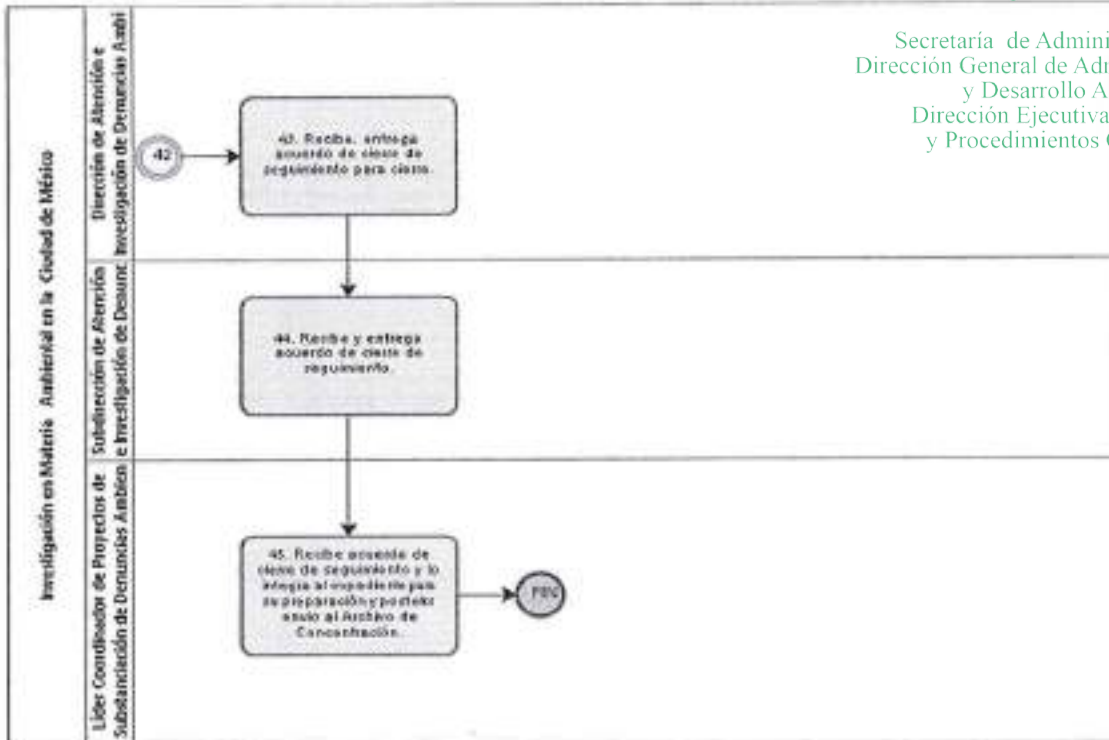 Secretaría de Admini
Dirección General de Adm
y Desarrollo A
Dirección Ejecutiva
y Procedimientos
Investigación en Materia Ambiental en la Ciudad de México
Dirección de Atención e
Investigación de Denuncias Ambi
42
43. Recibe, entrega
acuerdo de cierre de
seguimiento para cierre.
Subdirección de Atención
e Investigación de Denunc
44. Recibe y entrega
acuerdo de cierre de
seguimiento.
Líder Coordinador de Proyectos de
Substanciación de Denuncias Ambien
45. Recibe acuerdo de
cierre de seguimiento y lo
integra al expediente para
su preparación y posterior
envío al Archivo de
Concentración.
FIN